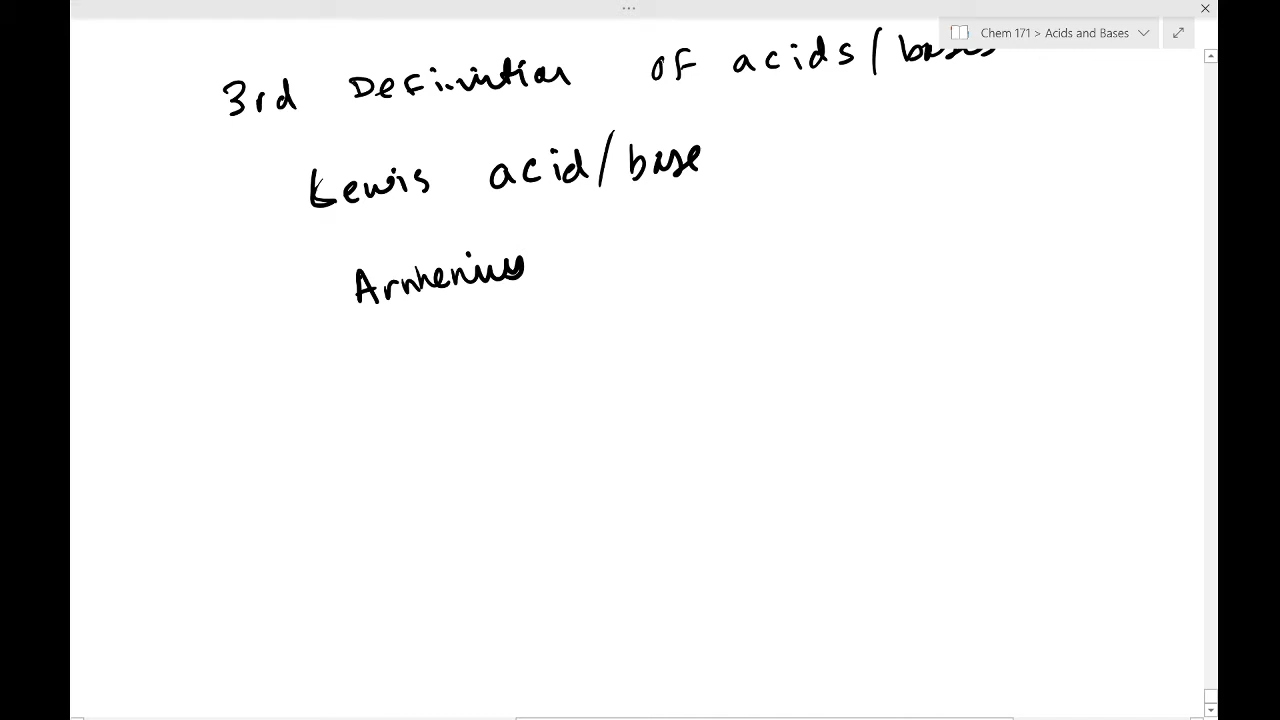 Chem 171 > Acids and Bases
3rd Definition of acids/bases
Lewis acid/base
Arrhenius